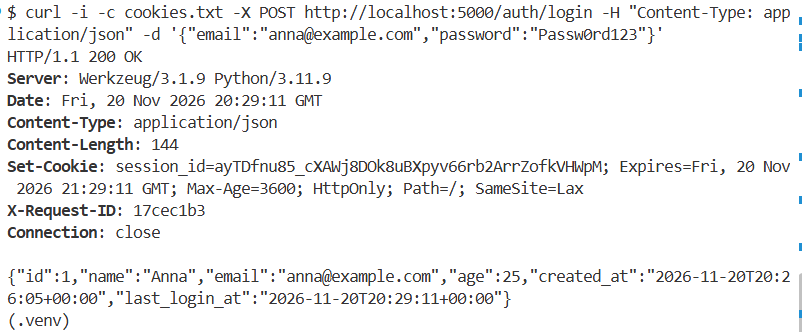 $ curl -i -c cookies.txt -X POST http://localhost:5000/auth/login -H "Content-Type: app
lication/json" -d '{"email":"anna@example.com","password":"Passw0rd123"}'
HTTP/1.1 200 OK
Server: Werkzeug/3.1.9 Python/3.11.9
Date: Fri, 20 Nov 2026 20:29:11 GMT
Content-Type: application/json
Content-Length: 144
Set-Cookie: session_id=ayTDfnu85_cXAWj8DOk8uBXpyv66rb2ArrZofkVHWpM; Expires=Fri, 20 Nov
 2026 21:29:11 GMT; Max-Age=3600; HttpOnly; Path=/; SameSite=Lax
X-Request-ID: 17cec1b3
Connection: close

{"id":1,"name":"Anna","email":"anna@example.com","age":25,"created_at":"2026-11-20T20:2
6:05+00:00","last_login_at":"2026-11-20T20:29:11+00:00"}
(.venv)